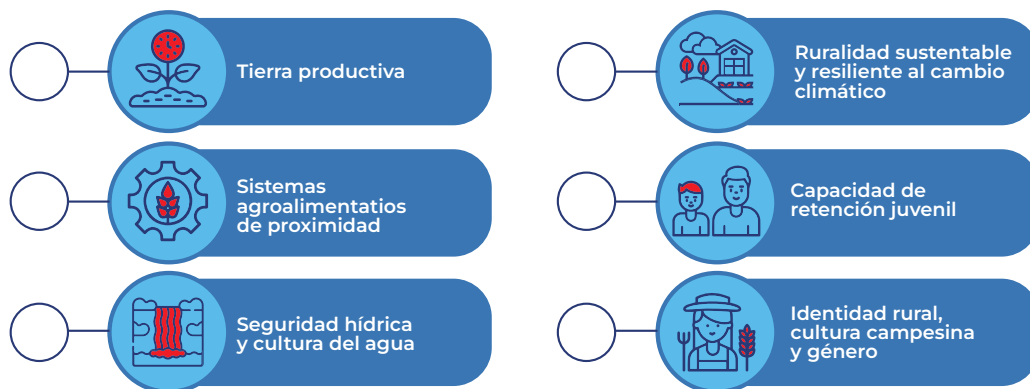 Tierra productiva
Sistemas
agroalimentatios
de proximidad
Seguridad hídrica
y cultura del agua
Ruralidad sustentable
y resiliente al cambio
climático
Capacidad de
retención juvenil
Identidad rural,
cultura campesina
y género